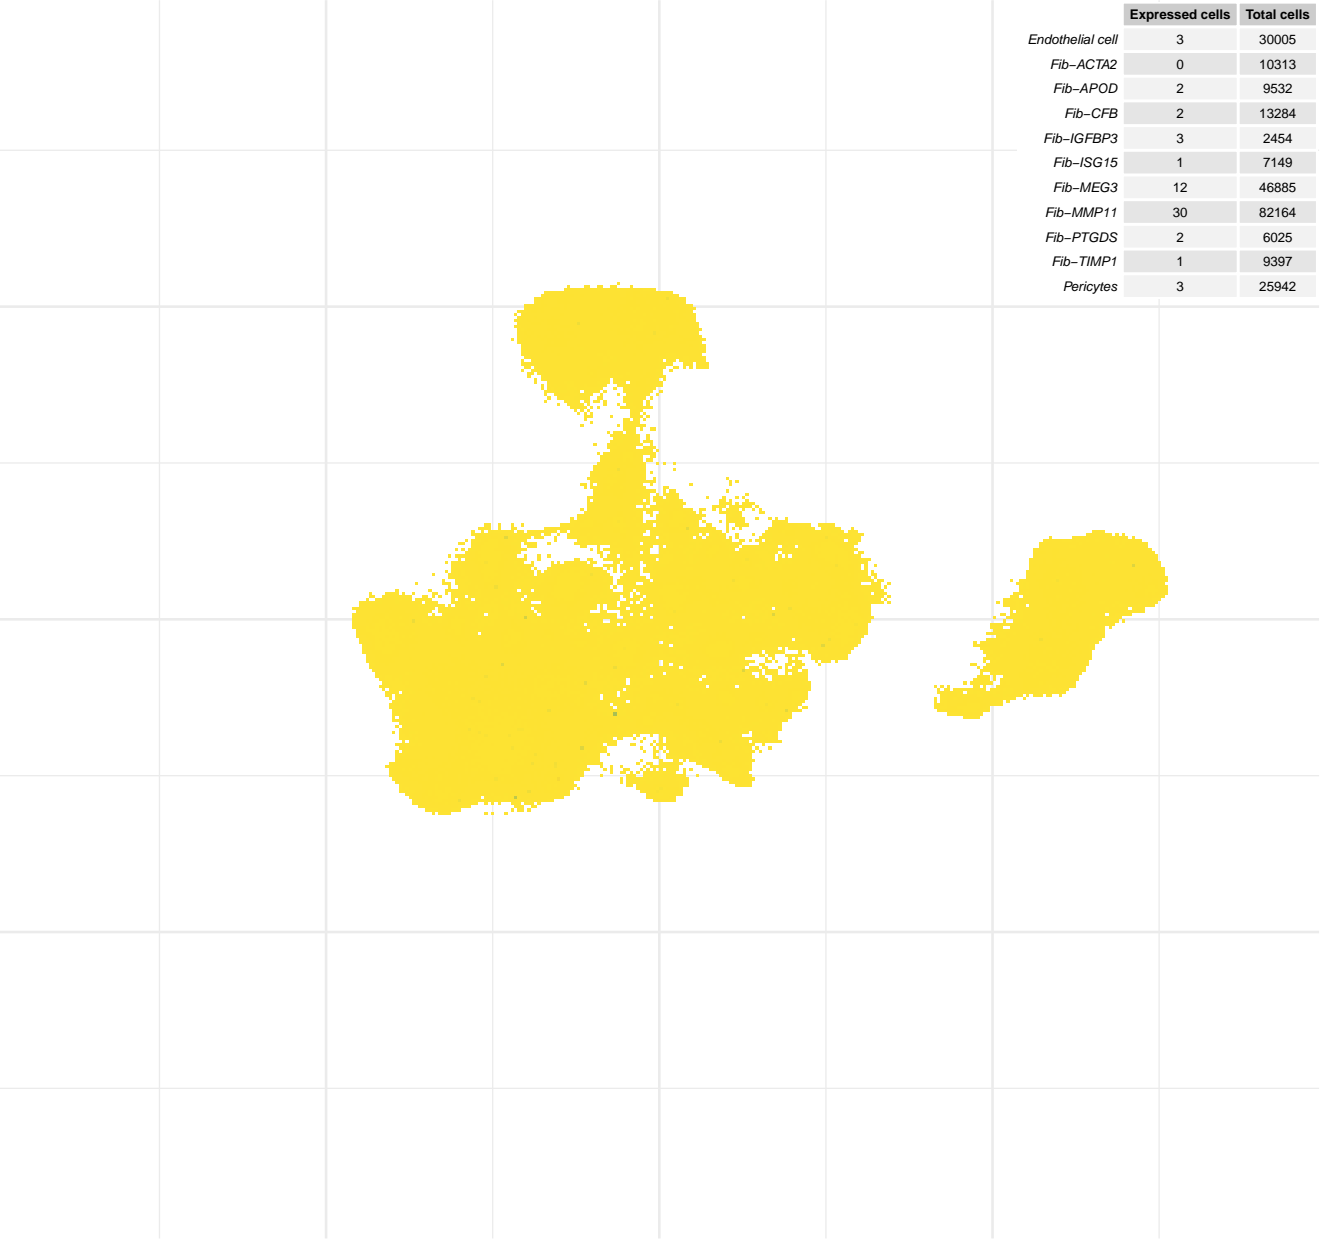 Expressed cells Total cells
Endothelial cell 3 30005
Fib−ACTA2 0 10313
Fib−APOD 2 9532
Fib−CFB 2 13284
Fib−IGFBP3 3 2454
Fib−ISG15 1 7149
Fib−MEG3 12 46885
Fib−MMP11 30 82164
Fib−PTGDS 2 6025
Fib−TIMP1 1 9397
Pericytes 3 25942